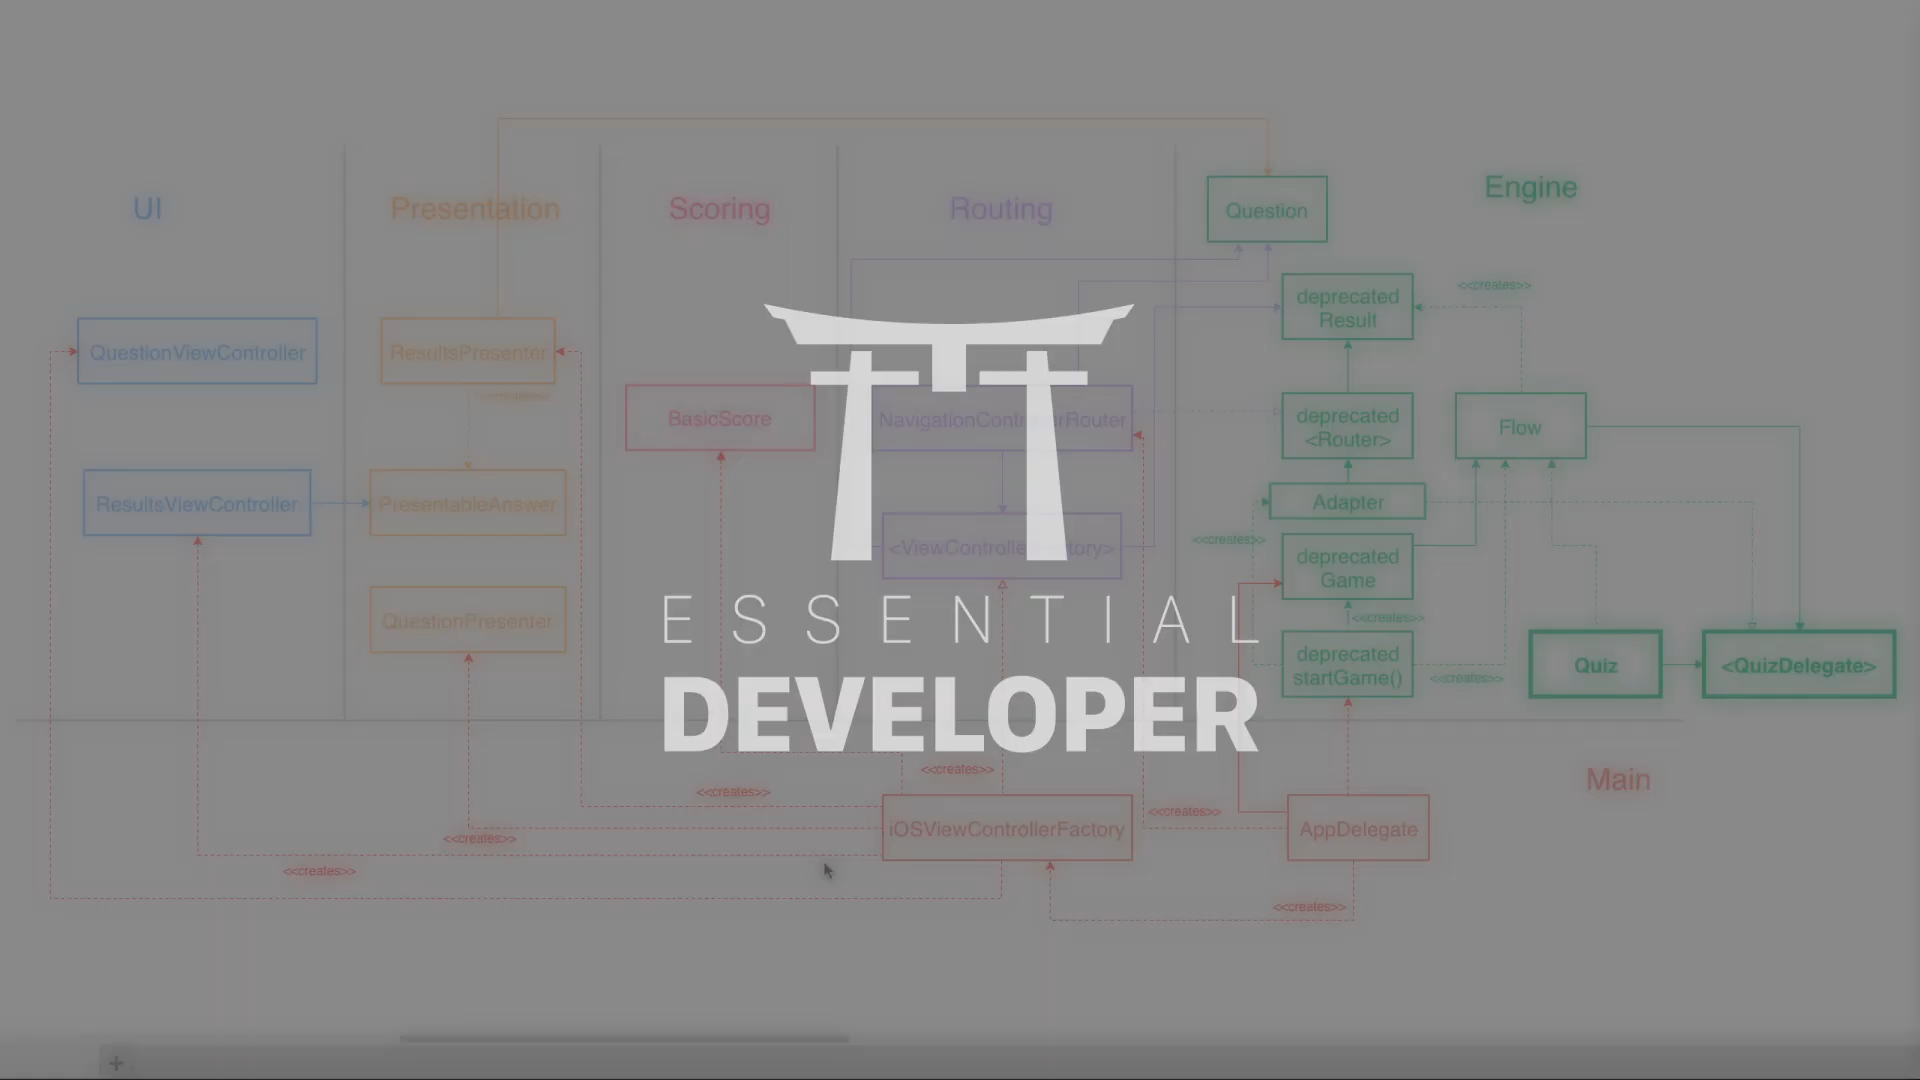 UI
Presentation
Scoring
Routing
Engine
Question
deprecated
Result
<<creates>>
QuestionViewController
ResultsPresenter
BasicScore
deprecated
<Router>
Flow
ResultsViewController
PresentableAnswer
Adapter
<<creates>>
deprecated
Game
<<creates>>
QuestionPresenter
deprecated
startGame()
<<creates>>
Quiz
<QuizDelegate>
ESSENTIAL
DEVELOPER
Main
<<creates>>
<<creates>>
<<creates>>
iOSViewControllerFactory
AppDelegate
<<creates>>
<<creates>>
<<creates>>